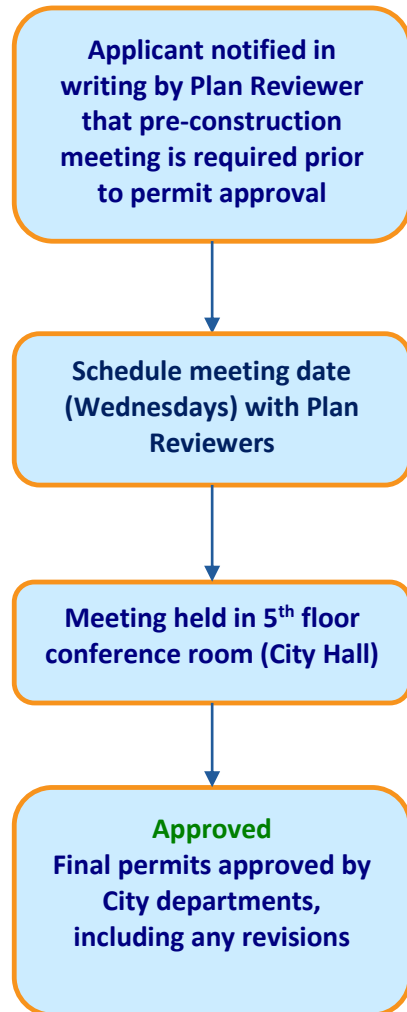 Applicant notified in
writing by Plan Reviewer
that pre-construction
meeting is required prior
to permit approval
Schedule meeting date
(Wednesdays) with Plan
Reviewers
Meeting held in 5th floor
conference room (City Hall)
Approved
Final permits approved by
City departments,
including any revisions